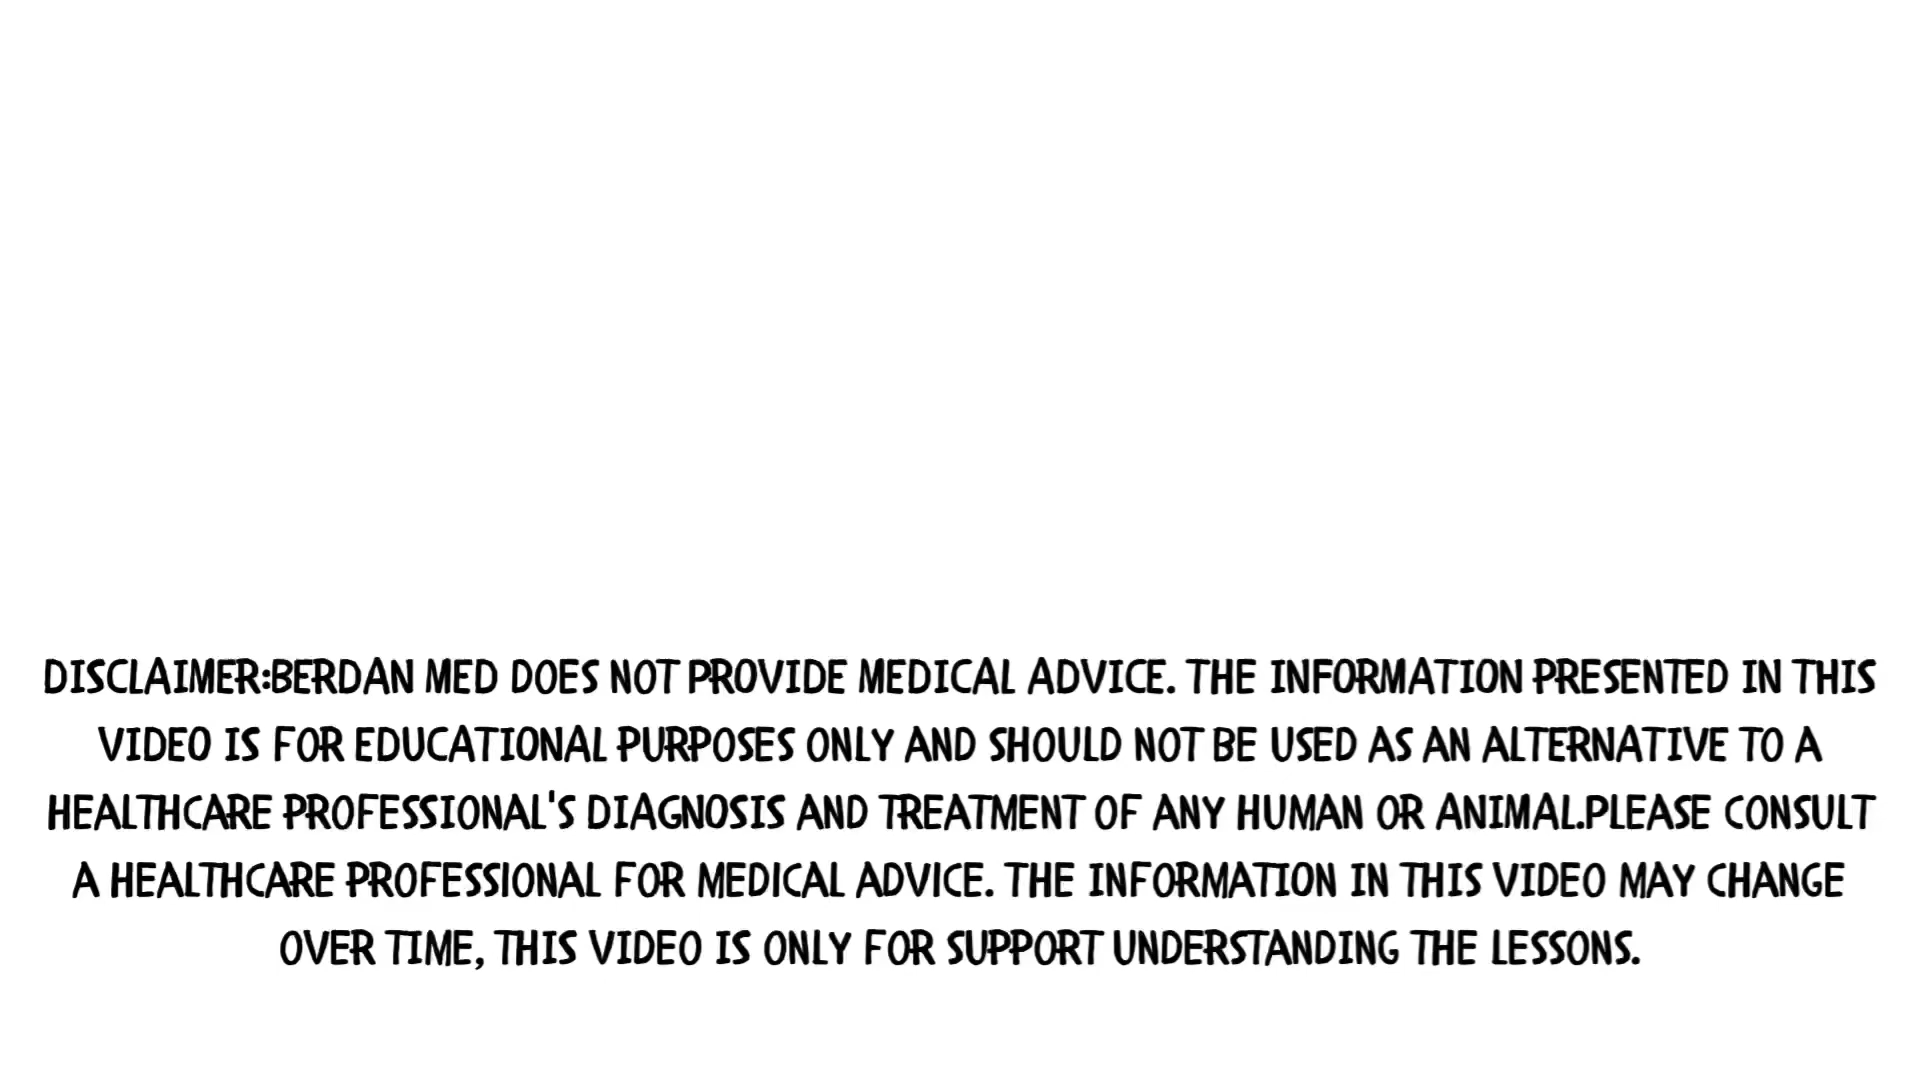 DISCLAIMER:BERDAN MED DOES NOT PROVIDE MEDICAL ADVICE. THE INFORMATION PRESENTED IN THIS
VIDEO IS FOR EDUCATIONAL PURPOSES ONLY AND SHOULD NOT BE USED AS AN ALTERNATIVE TO A
HEALTHCARE PROFESSIONAL'S DIAGNOSIS AND TREATMENT OF ANY HUMAN OR ANIMAL.PLEASE CONSULT
A HEALTHCARE PROFESSIONAL FOR MEDICAL ADVICE. THE INFORMATION IN THIS VIDEO MAY CHANGE
OVER TIME, THIS VIDEO IS ONLY FOR SUPPORT UNDERSTANDING THE LESSONS.